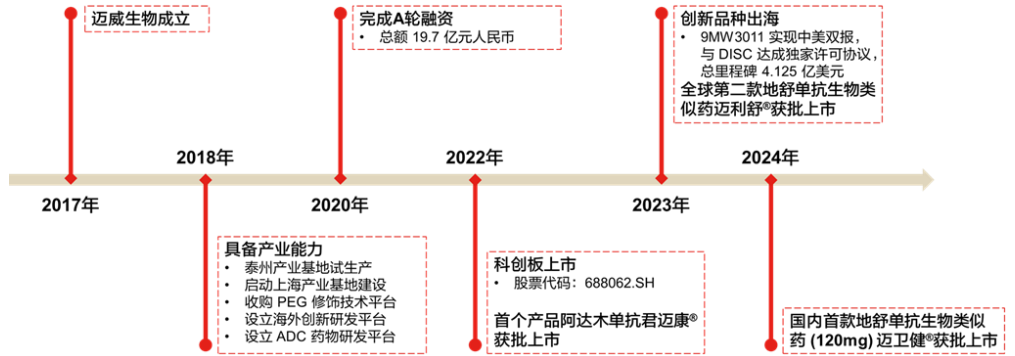 迈威生物成立
2017年
2018年
具备产业能力
• 泰州产业基地试生产
• 启动上海产业基地建设
• 收购 PEG 修饰技术平台
• 设立海外创新研发平台
• 设立 ADC 药物研发平台
完成A轮融资
• 总额 19.7 亿元人民币
2020年
2022年
科创板上市
• 股票代码：688062.SH
首个产品阿达木单抗君迈康®
获批上市
创新品种出海
• 9MW3011 实现中美双报，
与 DISC 达成独家许可协议，
总里程碑 4.125 亿美元
全球第二款地舒单抗生物类
似药迈利舒®获批上市
2023年
2024年
国内首款地舒单抗生物类似
药 (120mg) 迈卫健®获批上市